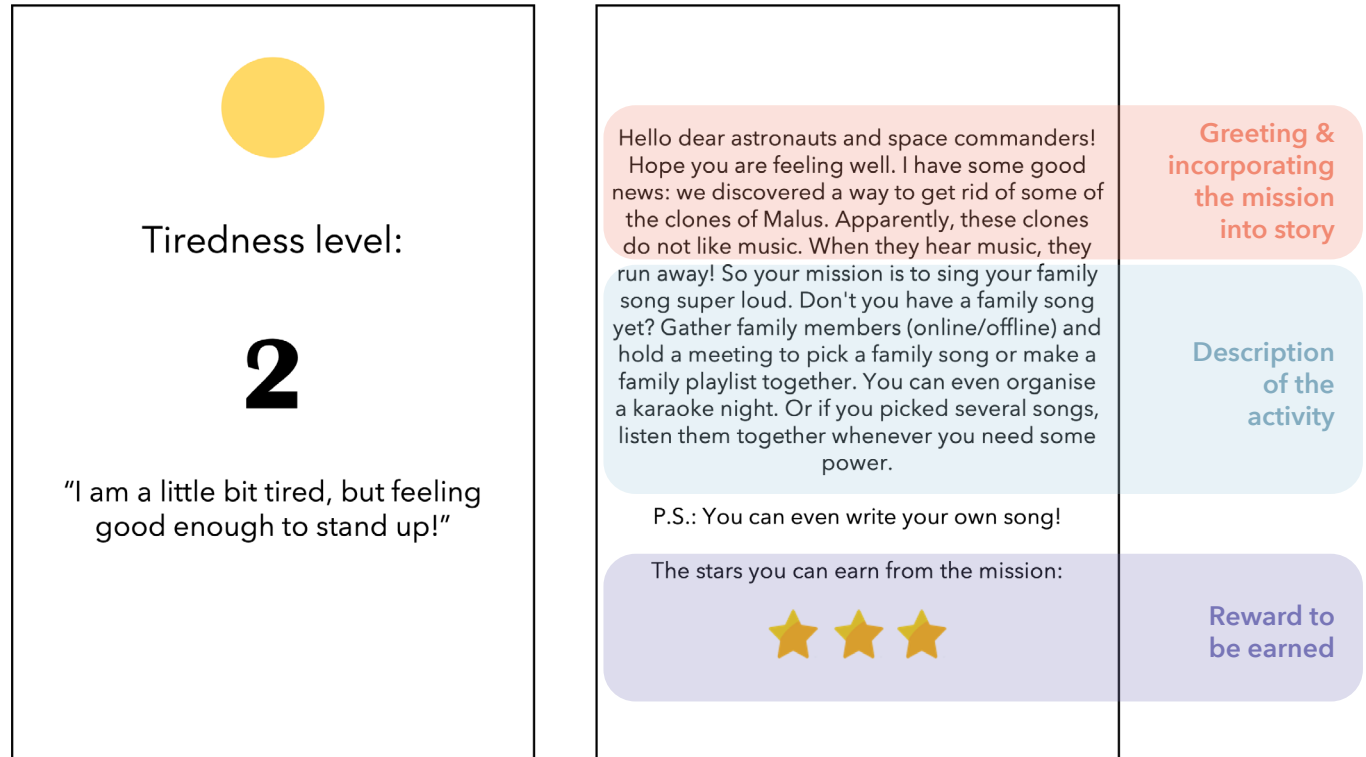 Tiredness level:
2
“I am a little bit tired, but feeling
good enough to stand up!”
Hello dear astronauts and space commanders!
Hope you are feeling well. I have some good
news: we discovered a way to get rid of some of
the clones of Malus. Apparently, these clones
do not like music. When they hear music, they
run away! So your mission is to sing your family
song super loud. Don't you have a family song
yet? Gather family members (online/offline) and
hold a meeting to pick a family song or make a
family playlist together. You can even organise
a karaoke night. Or if you picked several songs,
listen them together whenever you need some
power.
P.S.: You can even write your own song!
The stars you can earn from the mission:
Greeting &
incorporating
the mission
into story
Description
of the
activity
Reward to
be earned